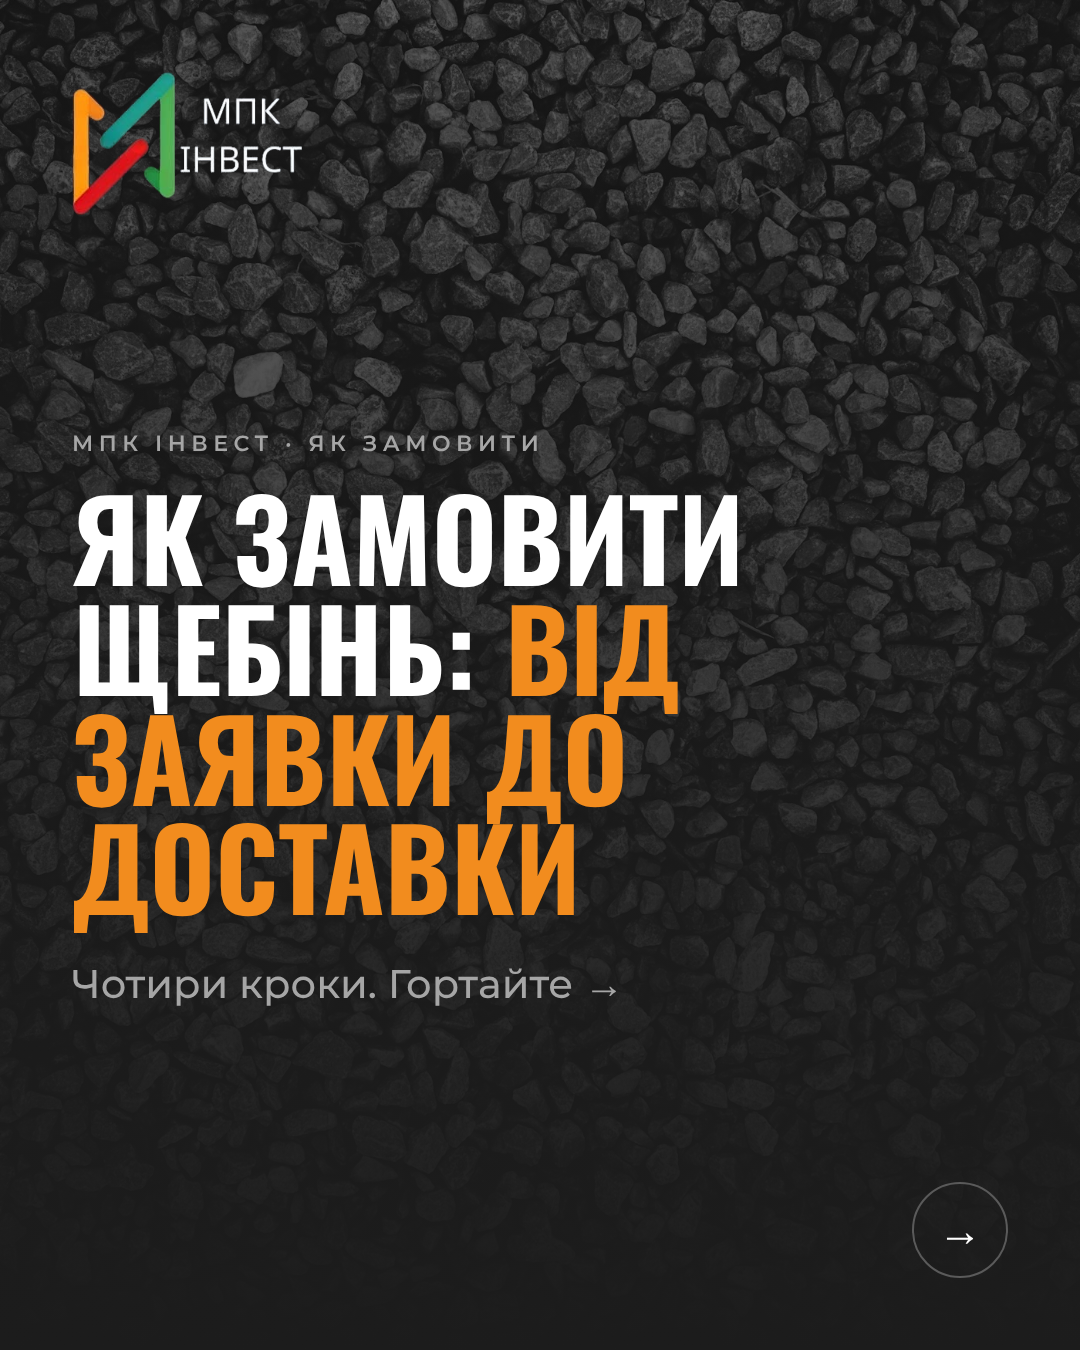 МПК
ІНВЕСТ
МПК ІНВЕСТ · ЯК ЗАМОВИТИ
ЯК ЗАМОВИТИ
ЩЕБІНЬ: ВІД
ЗАЯВКИ ДО
ДОСТАВКИ
Чотири кроки. Гортайте →
→